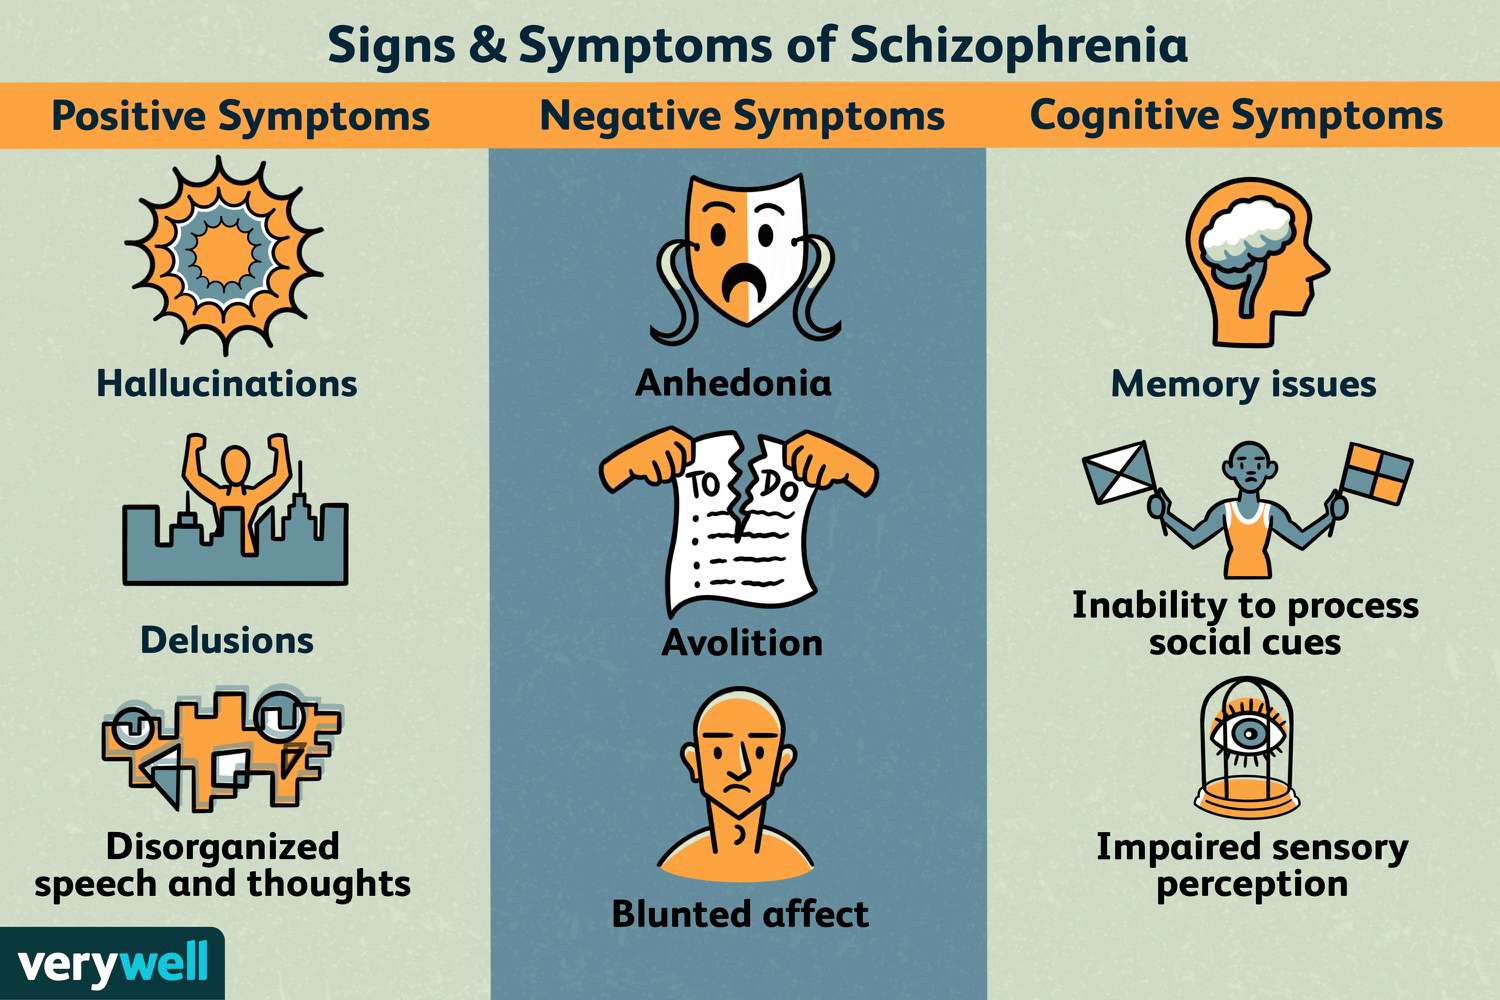 Signs & Symptoms of Schizophrenia
Positive Symptoms
Hallucinations
Delusions
Disorganized
speech and thoughts
Negative Symptoms
Anhedonia
TO DO
Avolition
Blunted affect
Cognitive Symptoms
Memory issues
Inability to process
social cues
Impaired sensory
perception
verywell